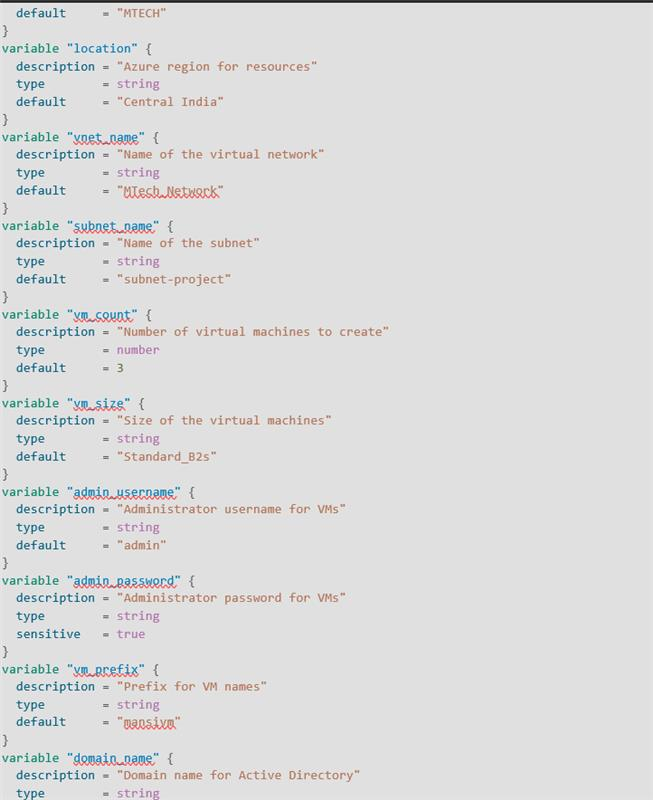 default     = "MTECH"
}
variable "location" {
  description = "Azure region for resources"
  type        = string
  default     = "Central India"
}
variable "vnet_name" {
  description = "Name of the virtual network"
  type        = string
  default     = "MTech_Network"
}
variable "subnet_name" {
  description = "Name of the subnet"
  type        = string
  default     = "subnet-project"
}
variable "vm_count" {
  description = "Number of virtual machines to create"
  type        = number
  default     = 3
}
variable "vm_size" {
  description = "Size of the virtual machines"
  type        = string
  default     = "Standard_B2s"
}
variable "admin_username" {
  description = "Administrator username for VMs"
  type        = string
  default     = "admin"
}
variable "admin_password" {
  description = "Administrator password for VMs"
  type        = string
  sensitive   = true
}
variable "vm_prefix" {
  description = "Prefix for VM names"
  type        = string
  default     = "mansivm"
}
variable "domain_name" {
  description = "Domain name for Active Directory"
  type        = string